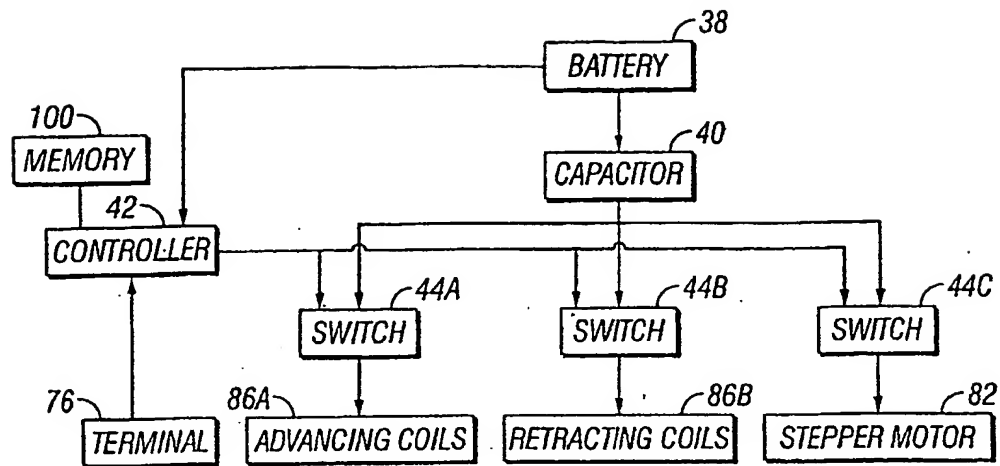 38
BATTERY
100
MEMORY
40
CAPACITOR
42
CONTROLLER
44A
SWITCH
44B
SWITCH
44C
SWITCH
76
TERMINAL
86A
ADVANCING COILS
86B
RETRACTING COILS
82
STEPPER MOTOR